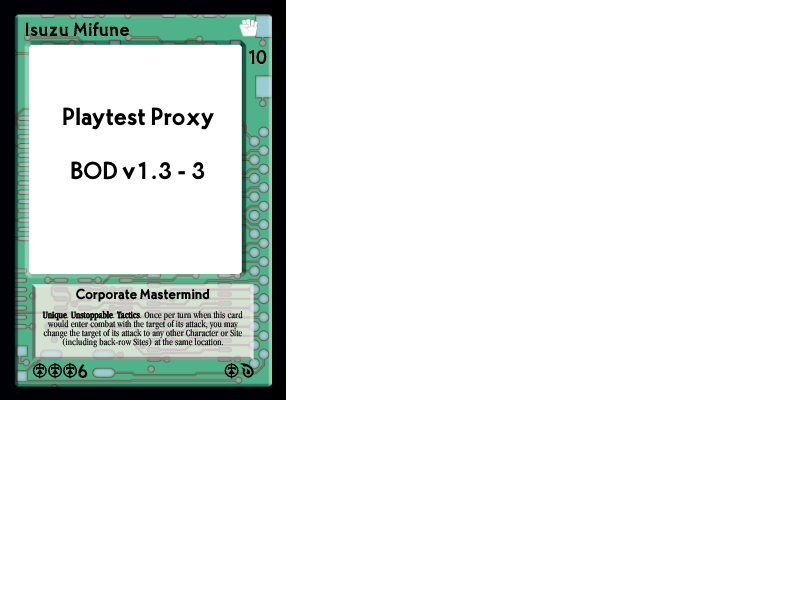 Isuzu Mifune
10
Playtest Proxy
BOD v1.3 - 3
Corporate Mastermind
Unique. Unstoppable. Tactics. Once per turn when this card
would enter combat with the target of its attack, you may
change the target of its attack to any other Character or Site
(including back-row Sites) at the same location.
6